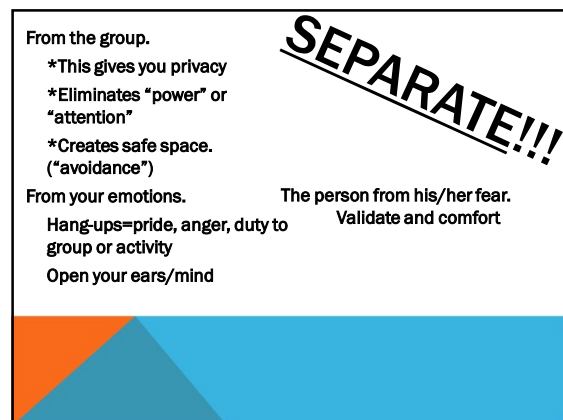 SEPARATE!!!
From the group.
*This gives you privacy
*Eliminates “power” or
“attention”
*Creates safe space.
(“avoidance”)
From your emotions.
Hang-ups=pride, anger, duty to
group or activity
Open your ears/mind
The person from his/her fear.
Validate and comfort